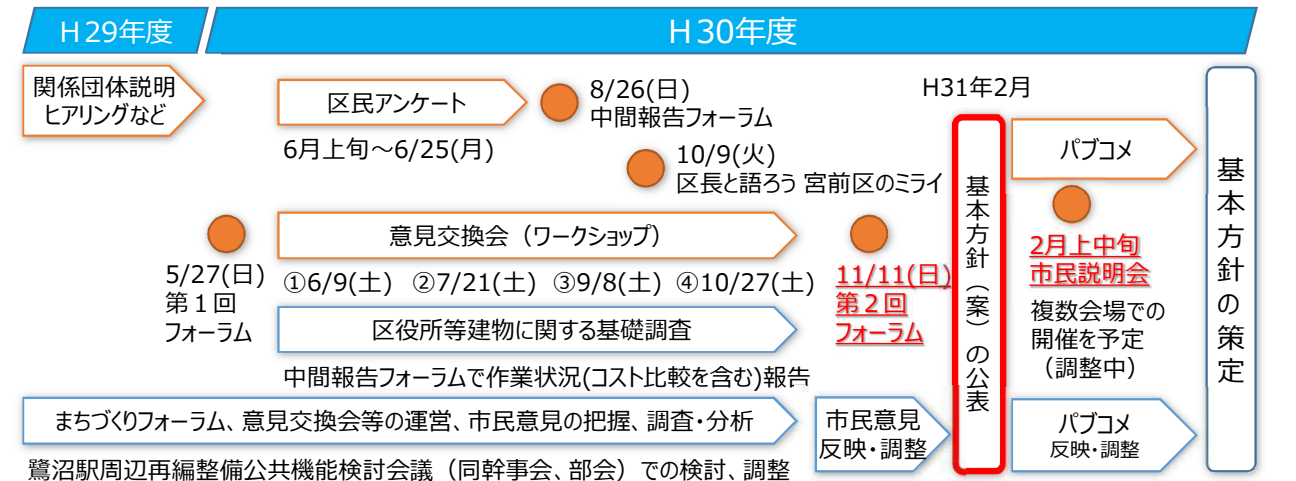 H29年度
H30年度
関係団体説明
ヒアリングなど
区民アンケート
6月上旬～6/25(月)
8/26(日)
中間報告フォーラム
10/9(火)
区長と語ろう 宮前区のミライ
5/27(日)
第1回
フォーラム
意見交換会（ワークショップ）
①6/9(土) ②7/21(土) ③9/8(土) ④10/27(土)
区役所等建物に関する基礎調査
中間報告フォーラムで作業状況(コスト比較を含む)報告
11/11(日)
第2回
フォーラム
まちづくりフォーラム、意見交換会等の運営、市民意見の把握、調査・分析
鷺沼駅周辺再編整備公共機能検討会議（同幹事会、部会）での検討、調整
市民意見
反映・調整
H31年2月
基本方針（案）の公表
パブコメ
2月上中旬
市民説明会
複数会場での
開催を予定
（調整中）
パブコメ
反映・調整
基本方針の策定